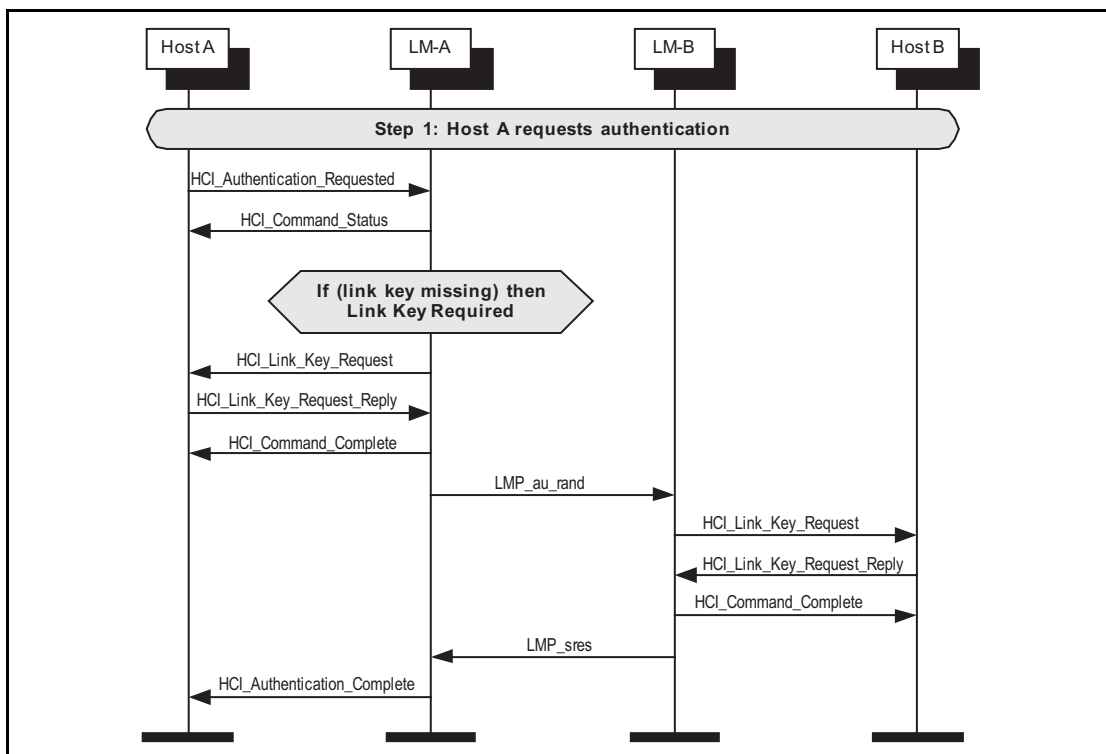 Host A
LM-A
LM-B
Host B
Step 1: Host A requests authentication
HCI_Authentication_Requested
HCI_Command_Status
If (link key missing) then
Link Key Required
HCI_Link_Key_Request
HCI_Link_Key_Request_Reply
HCI_Command_Complete
LMP_au_rand
HCI_Link_Key_Request
HCI_Link_Key_Request_Reply
HCI_Command_Complete
LMP_sres
HCI_Authentication_Complete